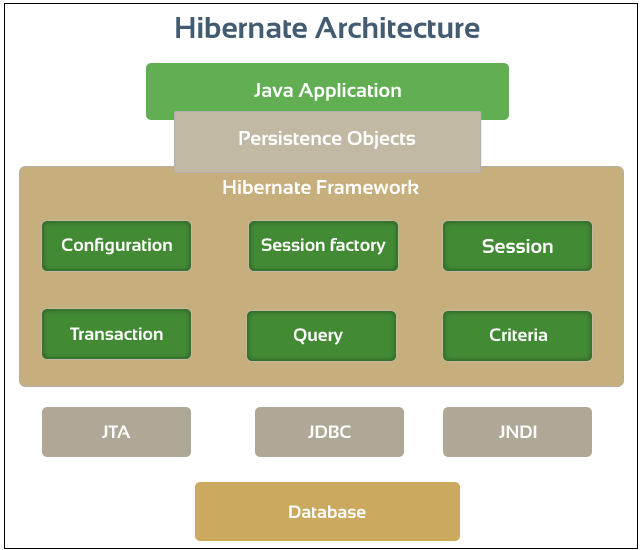 Hibernate Architecture
Java Application
Persistence Objects
Hibernate Framework
Configuration
Session factory
Session
Transaction
Query
Criteria
JTA
JDBC
JNDI
Database